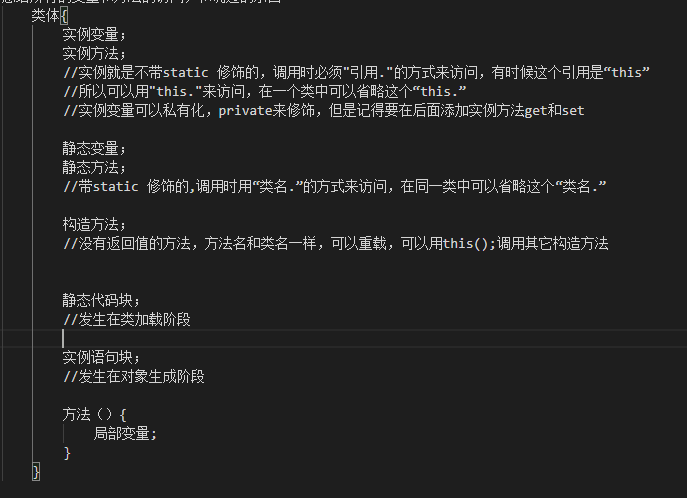 类体{
实例变量;
实例方法;
//实例就是不带static 修饰的, 调用时必须"引用."的方式来访问, 有时候这个引用是“this”
//所以可以用"this."来访问, 在一个类中可以省略这个“this.”
//实例变量可以私有化, private来修饰, 但是记得要在后面添加实例方法get和set
静态变量;
静态方法;
//带static 修饰的,调用时用“类名.”的方式来访问, 在同一类中可以省略这个“类名.”
构造方法;
//没有返回值的方法, 方法名和类名一样, 可以重载, 可以用this();调用其它构造方法
静态代码块;
//发生在类加载阶段
实例语句块;
//发生在对象生成阶段
方法（）{
局部变量;
}
}